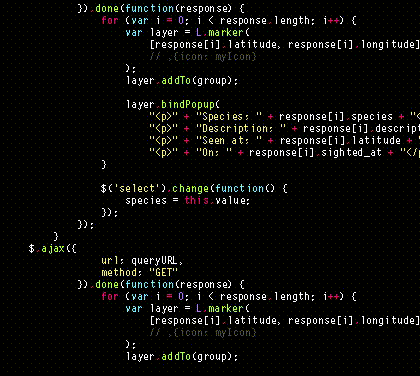 }).done(function(response) {
for (var i = 0; i < response.length; i++) {
var layer = L.marker(
[response[i].latitude, response[i].longitude]
// ,{icon: myIcon}
);
layer.addTo(group);
layer.bindPopup(
"<p>" + "Species: " + response[i].species + "<
"<p>" + "Description: " + response[i].descript
"<p>" + "Seen at: " + response[i].latitude + "
"<p>" + "On: " + response[i].sighted_at + "</p
}
$('select').change(function() {
species = this.value;
});
});
}
$.ajax({
url: queryURL,
method: "GET"
}).done(function(response) {
for (var i = 0; i < response.length; i++) {
var layer = L.marker(
[response[i].latitude, response[i].longitude]
// ,{icon: myIcon}
);
layer.addTo(group);